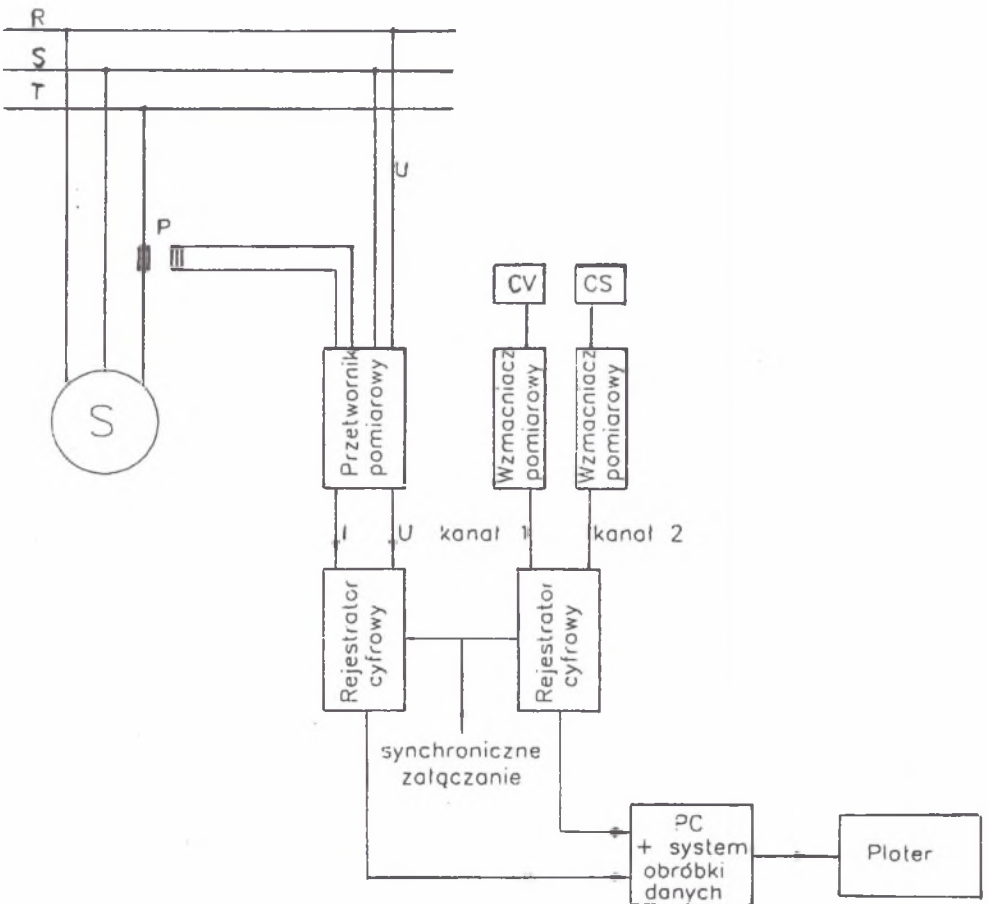 R
S
T
U
P
S
CV
CS
Przetwornik
pomiarowy
Wzmacniacz
pomiarowy
Wzmacniacz
pomiarowy
I
U
kanał 1
kanał 2
Rejestrator
cyfrowy
Rejestrator
cyfrowy
synchroniczne
załączanie
PC
+ system
obróbki
danych
Ploter